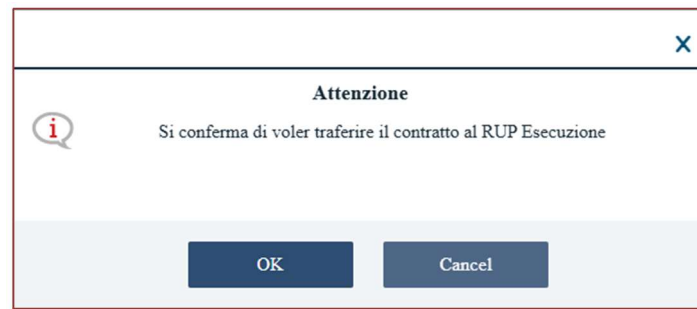 X
Attenzione
i
Si conferma di voler traferire il contratto al RUP Esecuzione
OK
Cancel